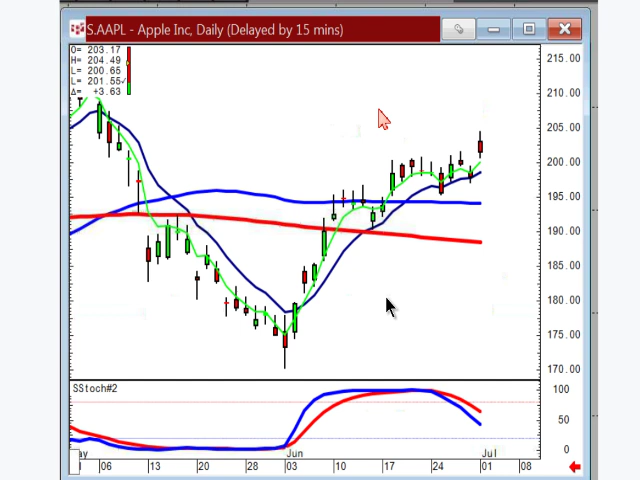 S.AAPL - Apple Inc, Daily (Delayed by 15 mins)
O= 203.17
H= 204.49
L= 200.65
L= 201.55
Δ= +3.63
215.00
210.00
205.00
200.00
195.00
190.00
185.00
180.00
175.00
170.00
SStoch#2
100
50
0
ay
Jun
Jul
06
13
20
28
03
10
17
24
01
08